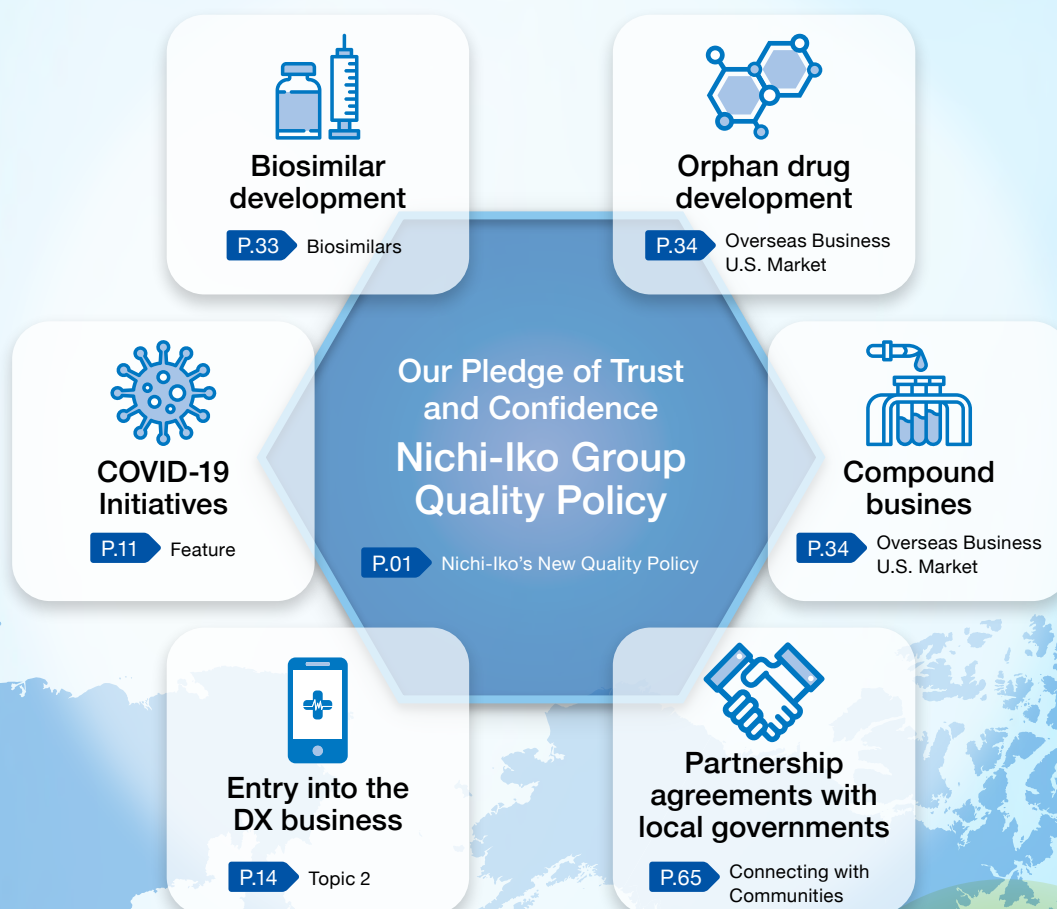 Biosimilar
development
P.33 Biosimilars
Orphan drug
development
P.34 Overseas Business
U.S. Market
Our Pledge of Trust
and Confidence
Nichi-Iko Group
Quality Policy
P.01 Nichi-Iko's New Quality Policy
COVID-19
Initiatives
P.11 Feature
Compound
busines
P.34 Overseas Business
U.S. Market
Entry into the
DX business
P.14 Topic 2
Partnership
agreements with
local governments
P.65 Connecting with
Communities